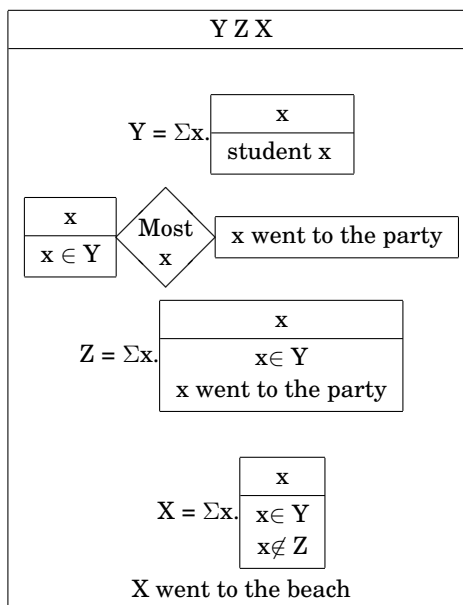 Y Z X
x
Y = Σx.
student x
x
Most
x ∈ Y
x
x went to the party
x
Z = Σx.
x∈ Y
x went to the party
x
X = Σx.
x∈ Y
x∉ Z
X went to the beach